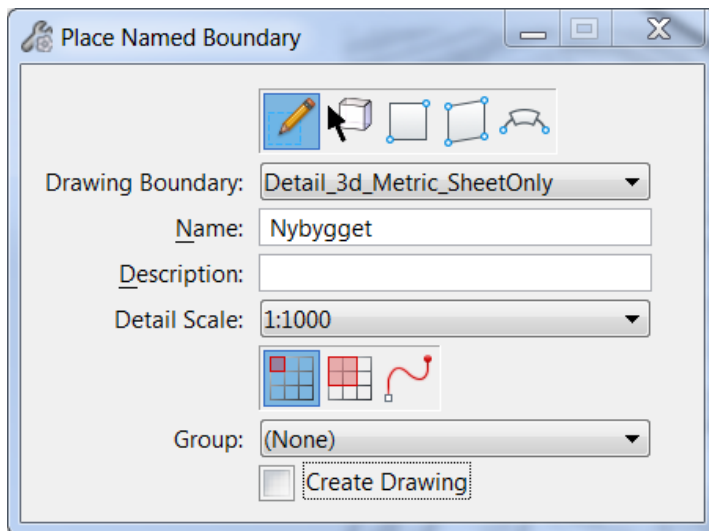 Place Named Boundary
Drawing Boundary: Detail_3d_Metric_SheetOnly
Name: Nybygget
Description:
Detail Scale: 1:1000
Group: (None)
Create Drawing